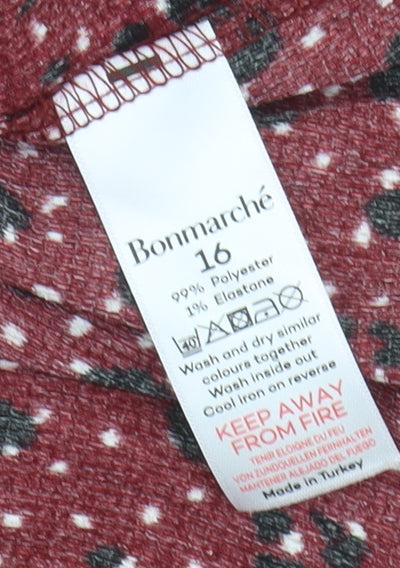 Bonmarché
16
99% Polyester
1% Elastane
40
Wash and dry similar
colours together
Wash inside out
Cool iron on reverse
KEEP AWAY
FROM FIRE
TENIR ELOIGNE DU FEU
VON ZUNDQUELLEN FERNHALTEN
MANTENER ALEJADO DEL FUEGO
Made in Turkey